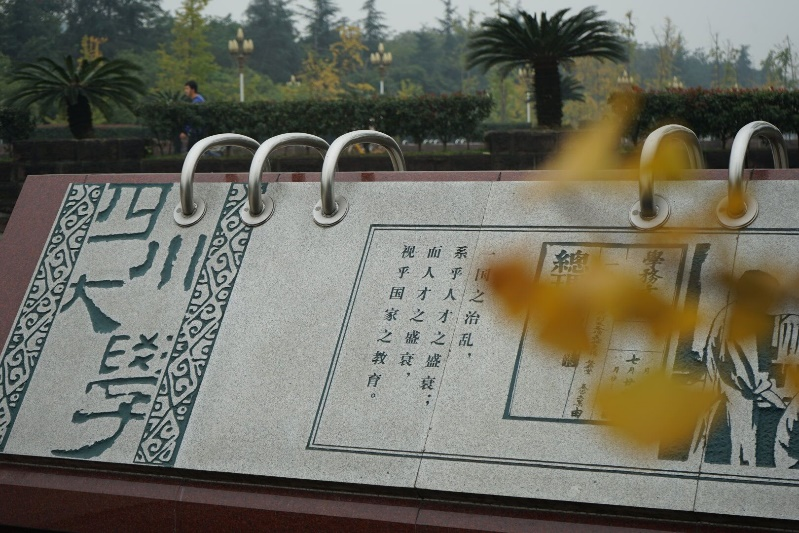 四川大學
一国之治乱，
系乎人才之盛衰；
而人才之盛衰，
视乎国家之教育。
總